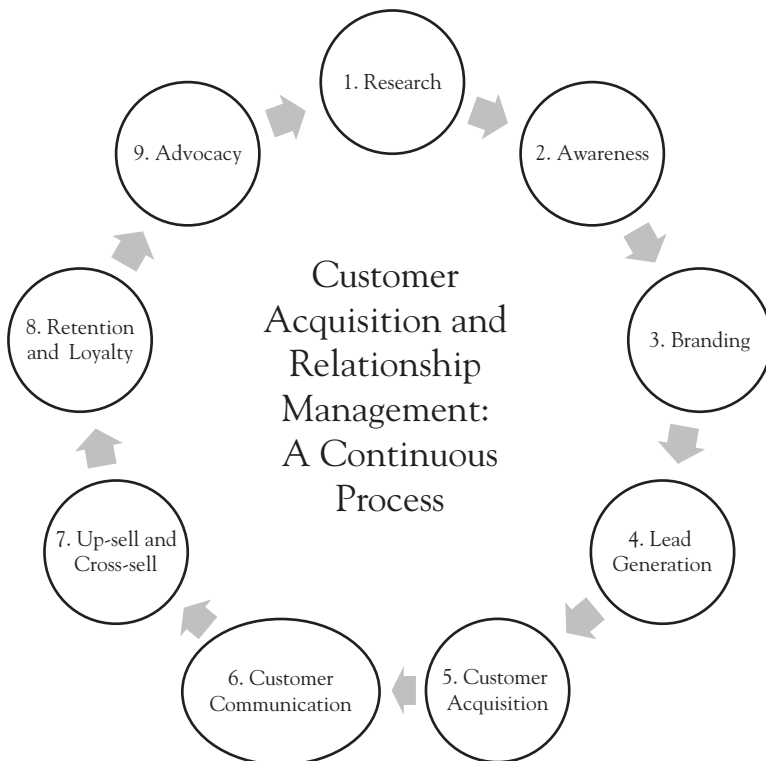 1. Research
2. Awareness
3. Branding
4. Lead
Generation
5. Customer
Acquisition
6. Customer
Communication
7. Up-sell and
Cross-sell
8. Retention
and Loyalty
9. Advocacy
Customer
Acquisition and
Relationship
Management:
A Continuous
Process